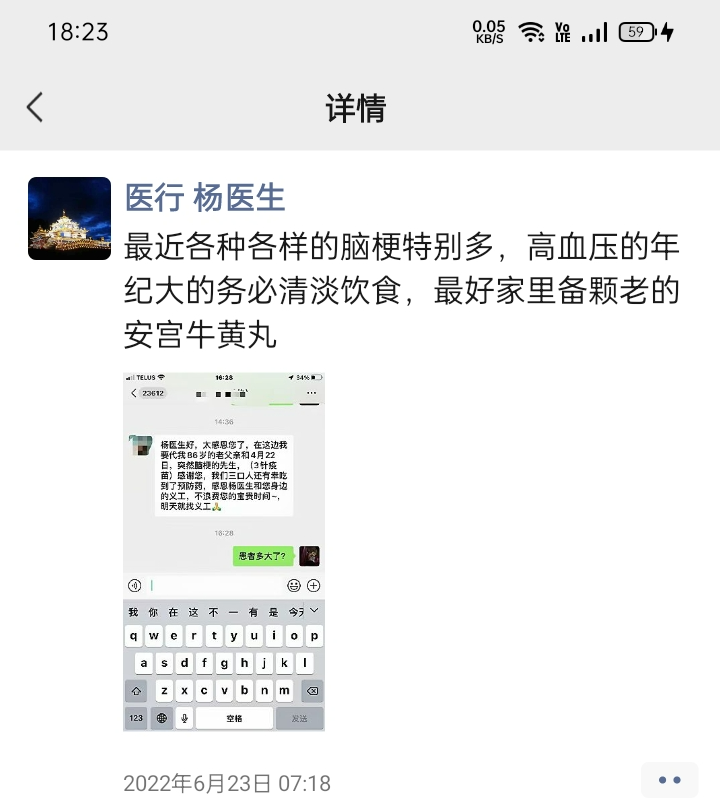 18:23
0.05
KB/S
Vo
LTE
59
详情
医行 杨医生
最近各种各样的脑梗特别多，高血压的年
纪大的务必清淡饮食，最好家里备颗老的
安宫牛黄丸
TELUS
16:28
34%
23612
14:36
杨医生好，太感恩您了，在这边我
要代我86岁的老父亲和4月22
日，突然脑梗的先生，（3针疫
苗）感谢您，我们三口人还有幸吃
到了预防药，感恩杨医生和您身边
的义工，不浪费您的宝贵时间~，
明天就找义工🙏
16:28
患者多大了？
我 你 在 这 不 一 有 是 今天
q w e r t y u i o p
a s d f g h j k l
z x c v b n m
123
空格
发送
2022年6月23日 07:18